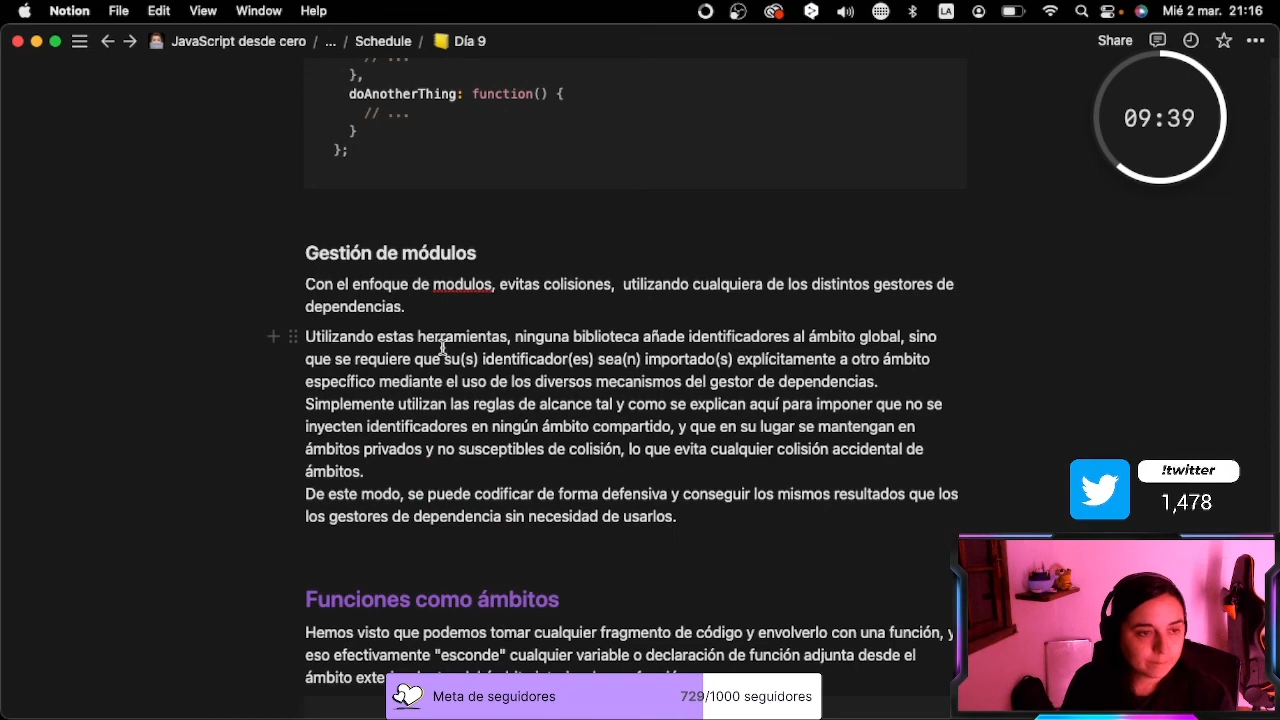 Notion File Edit View Window Help LA Mié 2 mar. 21:16
JavaScript desde cero / ... / Schedule / Día 9 Share
// ...
},
doAnotherThing: function() {
// ...
}
};
09:39
Gestión de módulos
Con el enfoque de modulos, evitas colisiones, utilizando cualquiera de los distintos gestores de
dependencias.
Utilizando estas herramientas, ninguna biblioteca añade identificadores al ámbito global, sino
que se requiere que su(s) identificador(es) sea(n) importado(s) explícitamente a otro ámbito
específico mediante el uso de los diversos mecanismos del gestor de dependencias.
Simplemente utilizan las reglas de alcance tal y como se explican aquí para imponer que no se
inyecten identificadores en ningún ámbito compartido, y que en su lugar se mantengan en
ámbitos privados y no susceptibles de colisión, lo que evita cualquier colisión accidental de
ámbitos.
De este modo, se puede codificar de forma defensiva y conseguir los mismos resultados que los
los gestores de dependencia sin necesidad de usarlos.
!twitter
1,478
Funciones como ámbitos
Hemos visto que podemos tomar cualquier fragmento de código y envolverlo con una función, y
eso efectivamente "esconde" cualquier variable o declaración de función adjunta desde el
ámbito
Meta de seguidores 729/1000 seguidores